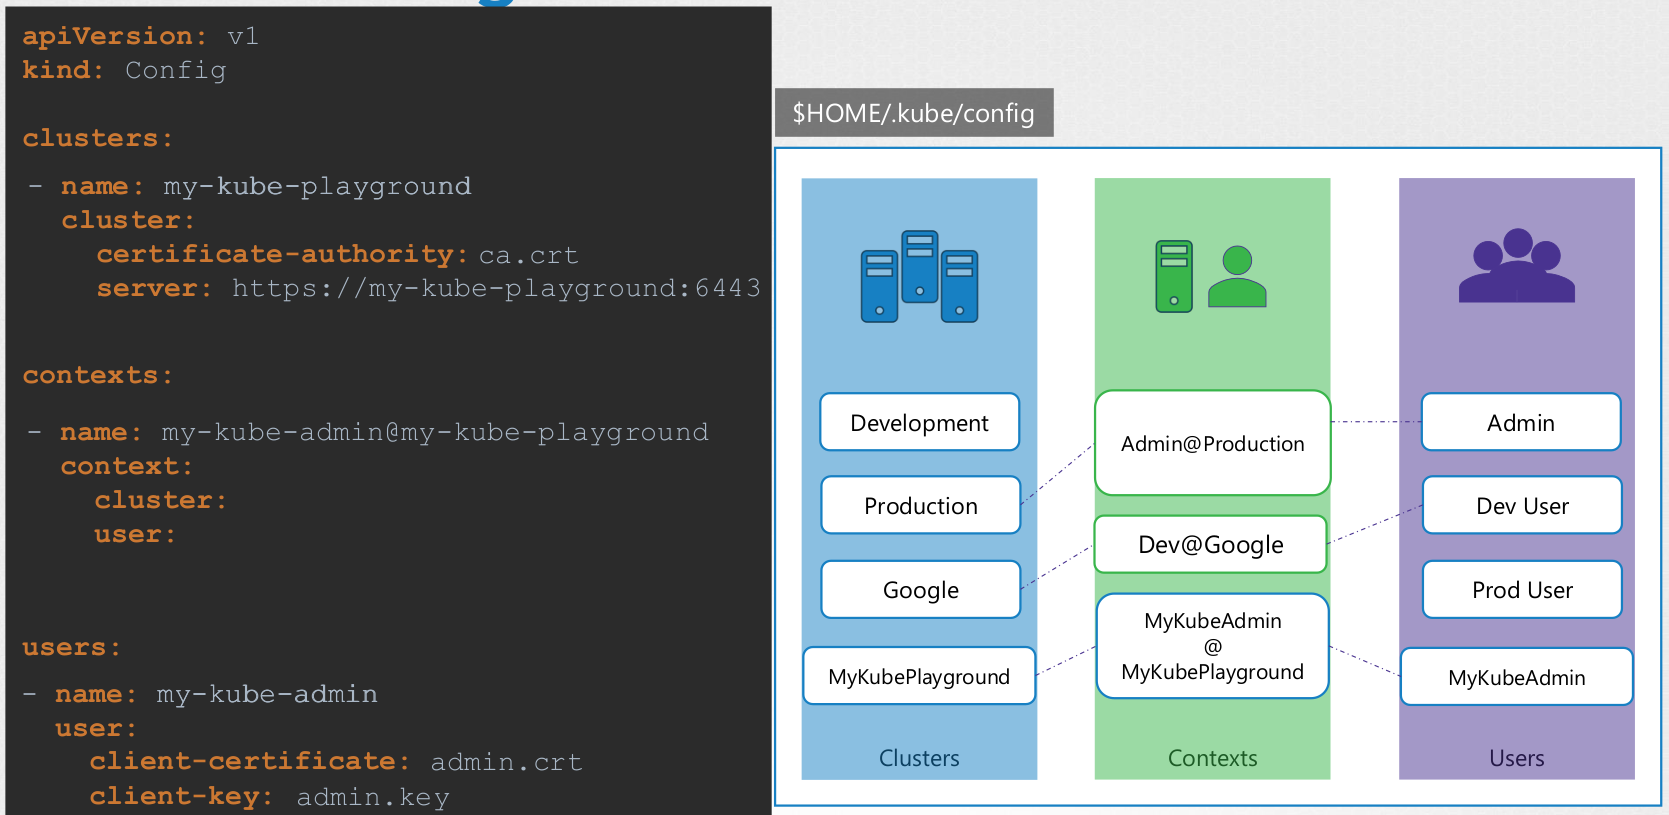 apiVersion: v1
kind: Config
clusters:
- name: my-kube-playground
cluster:
certificate-authority: ca.crt
server: https://my-kube-playground:6443
contexts:
- name: my-kube-admin@my-kube-playground
context:
cluster:
user:
users:
- name: my-kube-admin
user:
client-certificate: admin.crt
client-key: admin.key
$HOME/.kube/config
Development
Production
Google
MyKubePlayground
Clusters
Admin@Production
Dev@Google
MyKubeAdmin
@
MyKubePlayground
Contexts
Admin
Dev User
Prod User
MyKubeAdmin
Users